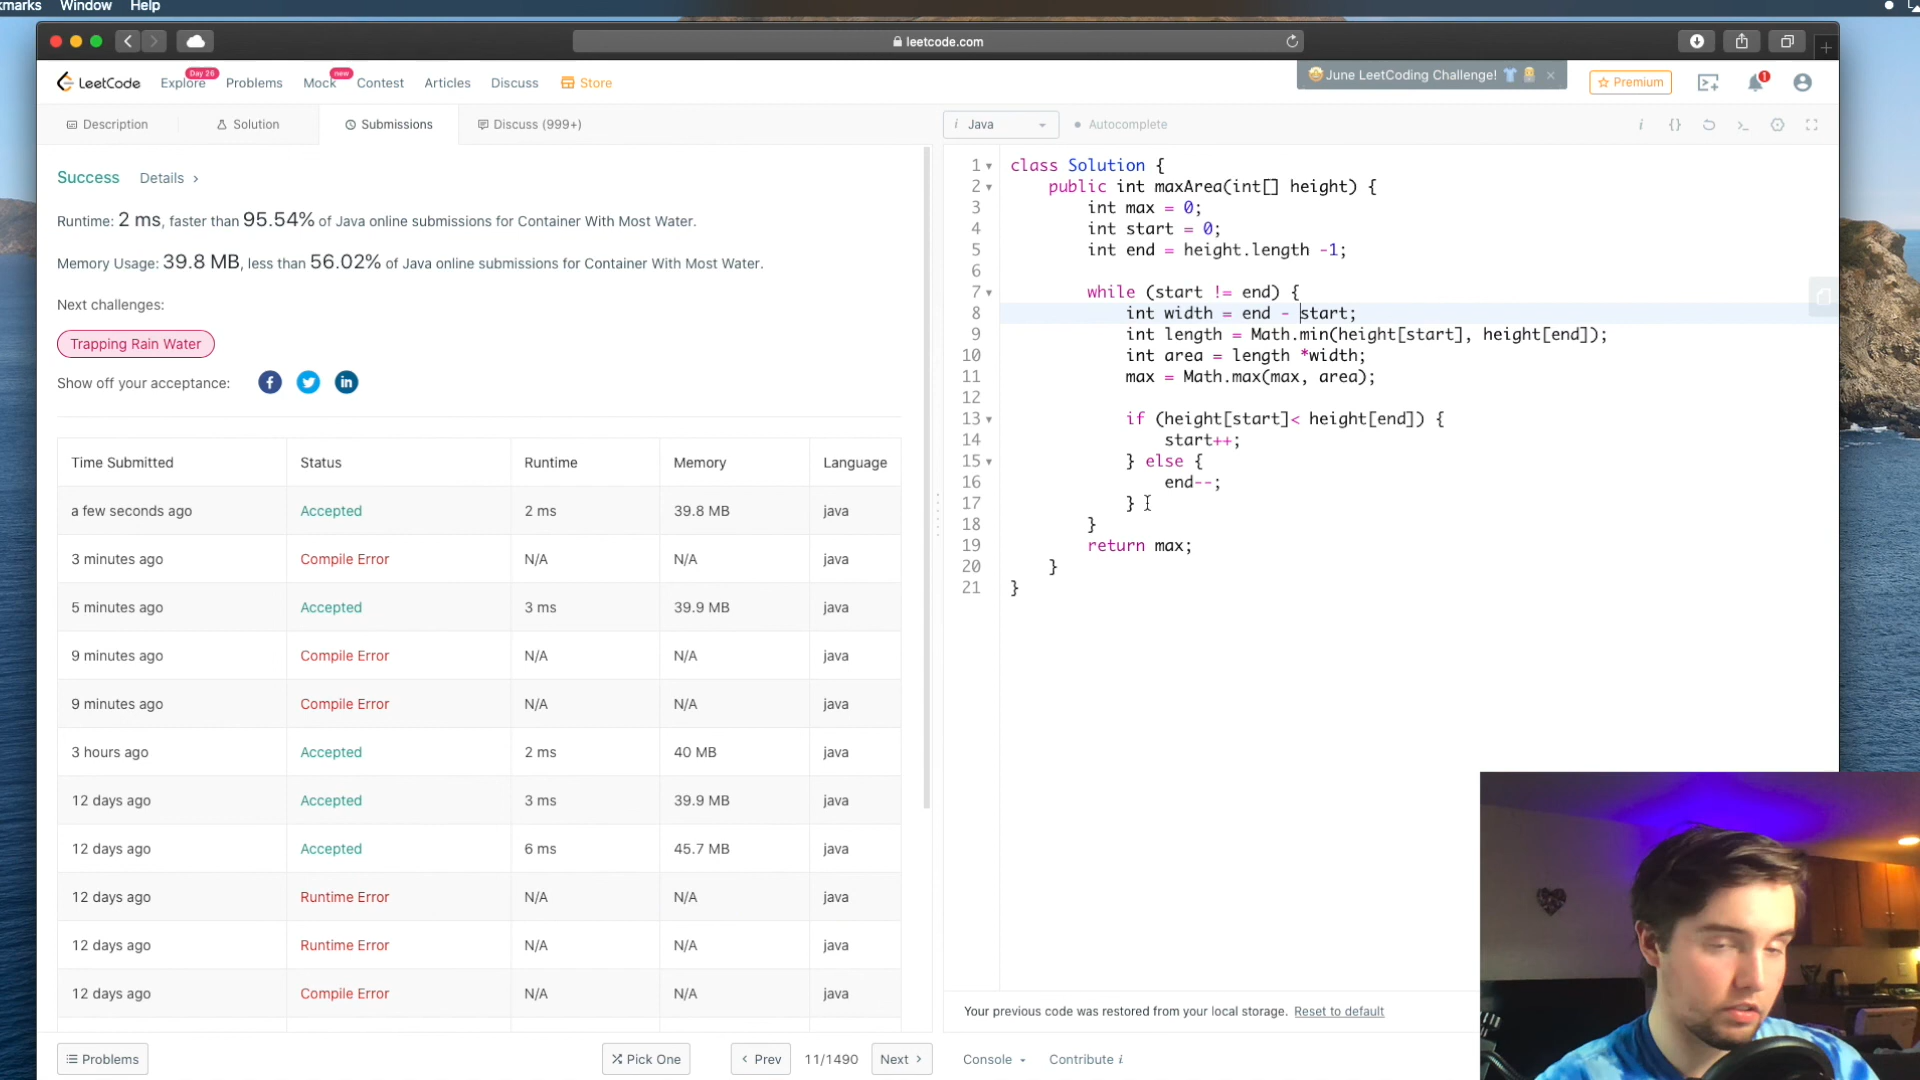 kmarks Window Help
leetcode.com
LeetCode Explore Day 26 Problems Mock new Contest Articles Discuss Store June LeetCoding Challenge! Premium 1
Description Solution Submissions Discuss (999+)
i Java Autocomplete i {}
Success Details >
Runtime: 2 ms, faster than 95.54% of Java online submissions for Container With Most Water.
Memory Usage: 39.8 MB, less than 56.02% of Java online submissions for Container With Most Water.
Next challenges:
Trapping Rain Water
Show off your acceptance:
Time Submitted Status Runtime Memory Language
a few seconds ago Accepted 2 ms 39.8 MB java
3 minutes ago Compile Error N/A N/A java
5 minutes ago Accepted 3 ms 39.9 MB java
9 minutes ago Compile Error N/A N/A java
9 minutes ago Compile Error N/A N/A java
3 hours ago Accepted 2 ms 40 MB java
12 days ago Accepted 3 ms 39.9 MB java
12 days ago Accepted 6 ms 45.7 MB java
12 days ago Runtime Error N/A N/A java
12 days ago Runtime Error N/A N/A java
12 days ago Compile Error N/A N/A java
Problems Pick One < Prev 11/1490 Next >
1 class Solution {
2 public int maxArea(int[] height) {
3 int max = 0;
4 int start = 0;
5 int end = height.length -1;
6
7 while (start != end) {
8 int width = end - start;
9 int length = Math.min(height[start], height[end]);
10 int area = length *width;
11 max = Math.max(max, area);
12
13 if (height[start]< height[end]) {
14 start++;
15 } else {
16 end--;
17 }
18 }
19 return max;
20 }
21 }
Your previous code was restored from your local storage. Reset to default
Console Contribute i